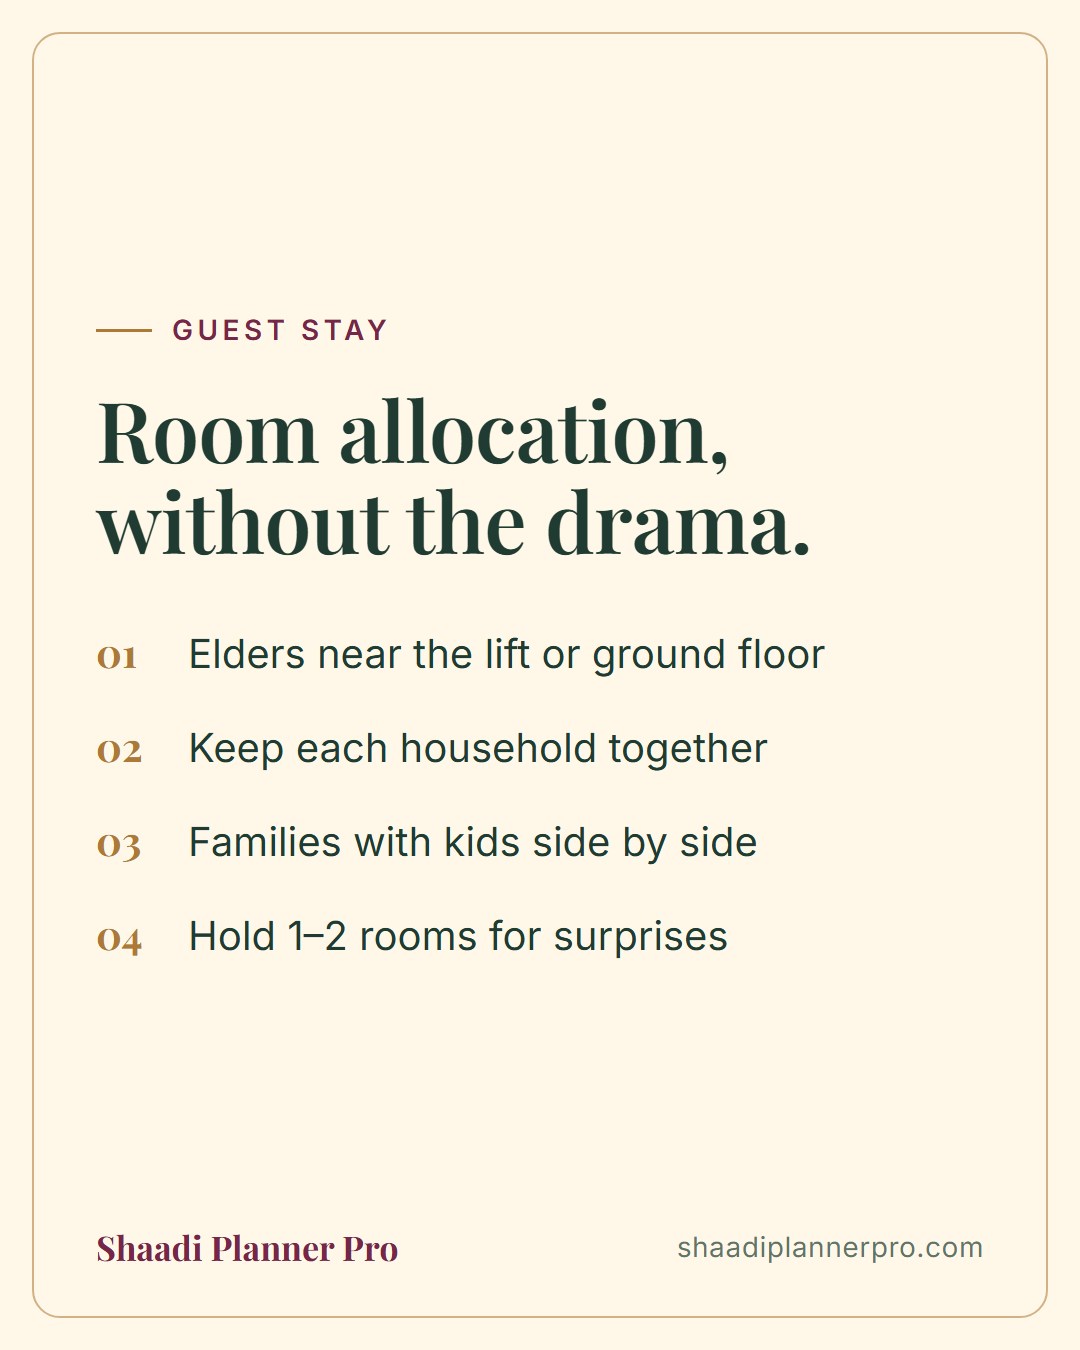 GUEST STAY
Room allocation,
without the drama.
01 Elders near the lift or ground floor
02 Keep each household together
03 Families with kids side by side
04 Hold 1–2 rooms for surprises
Shaadi Planner Pro
shaadiplannerpro.com